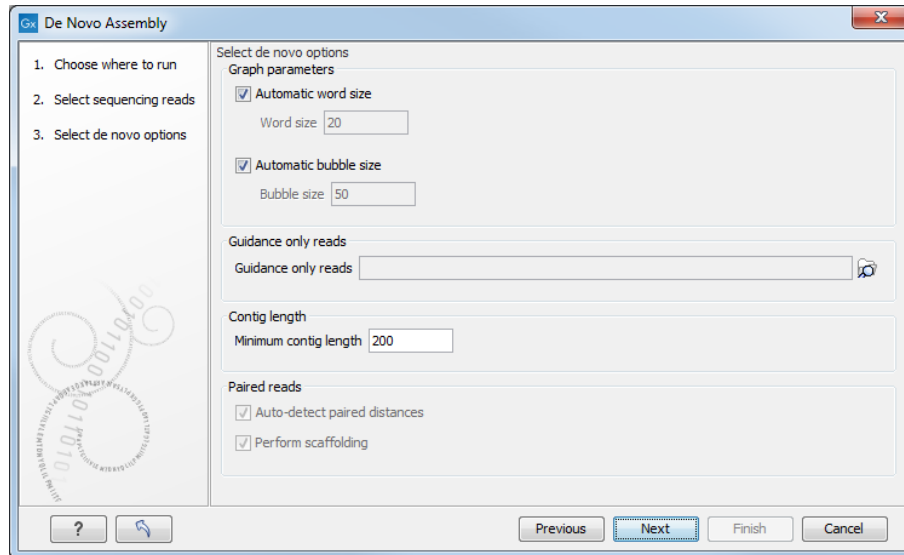 Gx De Novo Assembly
1. Choose where to run
2. Select sequencing reads
3. Select de novo options
Select de novo options
Graph parameters
Automatic word size
Word size 20
Automatic bubble size
Bubble size 50
Guidance only reads
Guidance only reads
Contig length
Minimum contig length 200
Paired reads
Auto-detect paired distances
Perform scaffolding
? Previous Next Finish Cancel